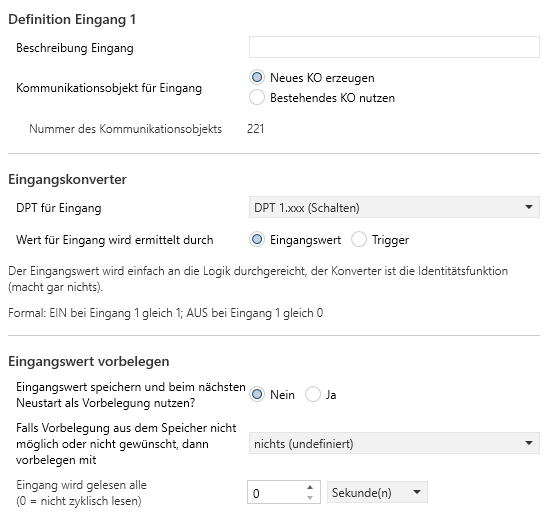 Definition Eingang 1
Beschreibung Eingang
Kommunikationsobjekt für Eingang
Neues KO erzeugen
Bestehendes KO nutzen
Nummer des Kommunikationsobjekts 221
Eingangskonverter
DPT für Eingang DPT 1.xxx (Schalten)
Wert für Eingang wird ermittelt durch Eingangswert Trigger
Der Eingangswert wird einfach an die Logik durchgereicht, der Konverter ist die Identitätsfunktion
(macht gar nichts).
Formal: EIN bei Eingang 1 gleich 1; AUS bei Eingang 1 gleich 0
Eingangswert vorbelegen
Eingangswert speichern und beim nächsten
Neustart als Vorbelegung nutzen?
Nein Ja
Falls Vorbelegung aus dem Speicher nicht
möglich oder nicht gewünscht, dann
vorbelegen mit
nichts (undefiniert)
Eingang wird gelesen alle
(0 = nicht zyklisch lesen)
0 Sekunde(n)